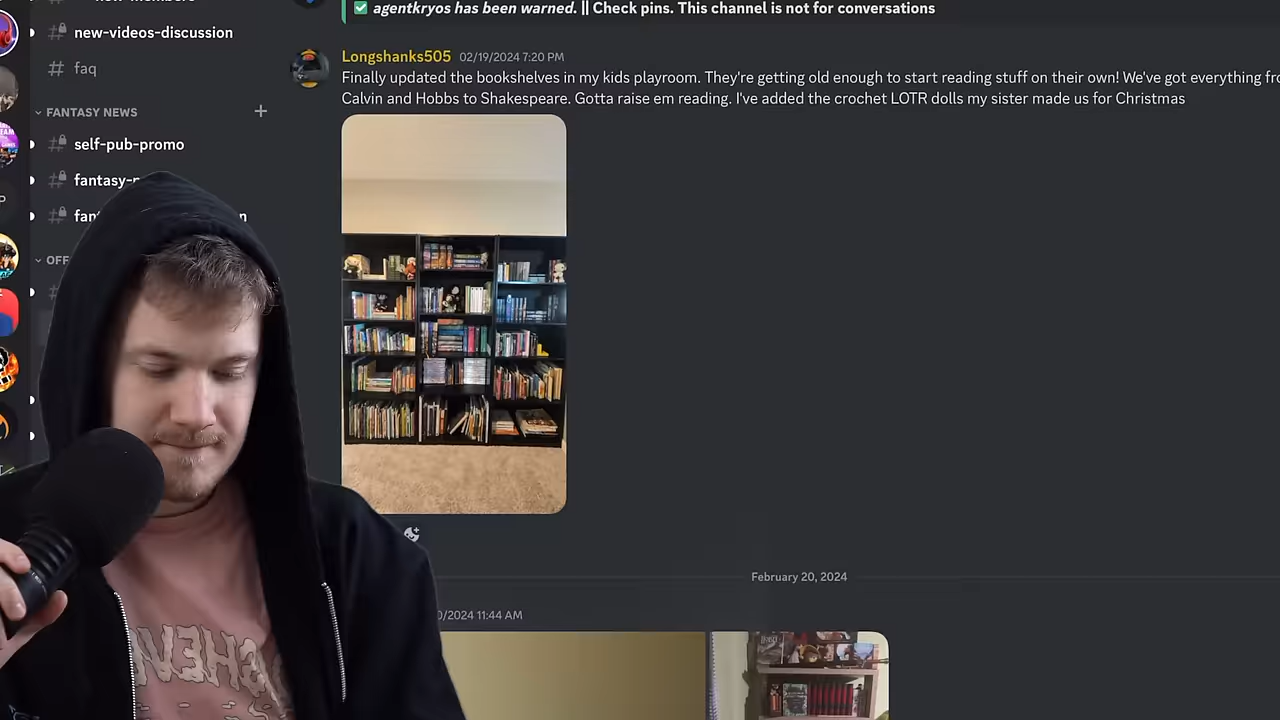 new-members
agentkryos has been warned. || Check pins. This channel is not for conversations
new-videos-discussion
faq
FANTASY NEWS
self-pub-promo
Longshanks505 02/19/2024 7:20 PM
Finally updated the bookshelves in my kids playroom. They're getting old enough to start reading stuff on their own! We've got everything
Calvin and Hobbs to Shakespeare. Gotta raise em reading. I've added the crochet LOTR dolls my sister made us for Christmas
February 20, 2024
11:44 AM